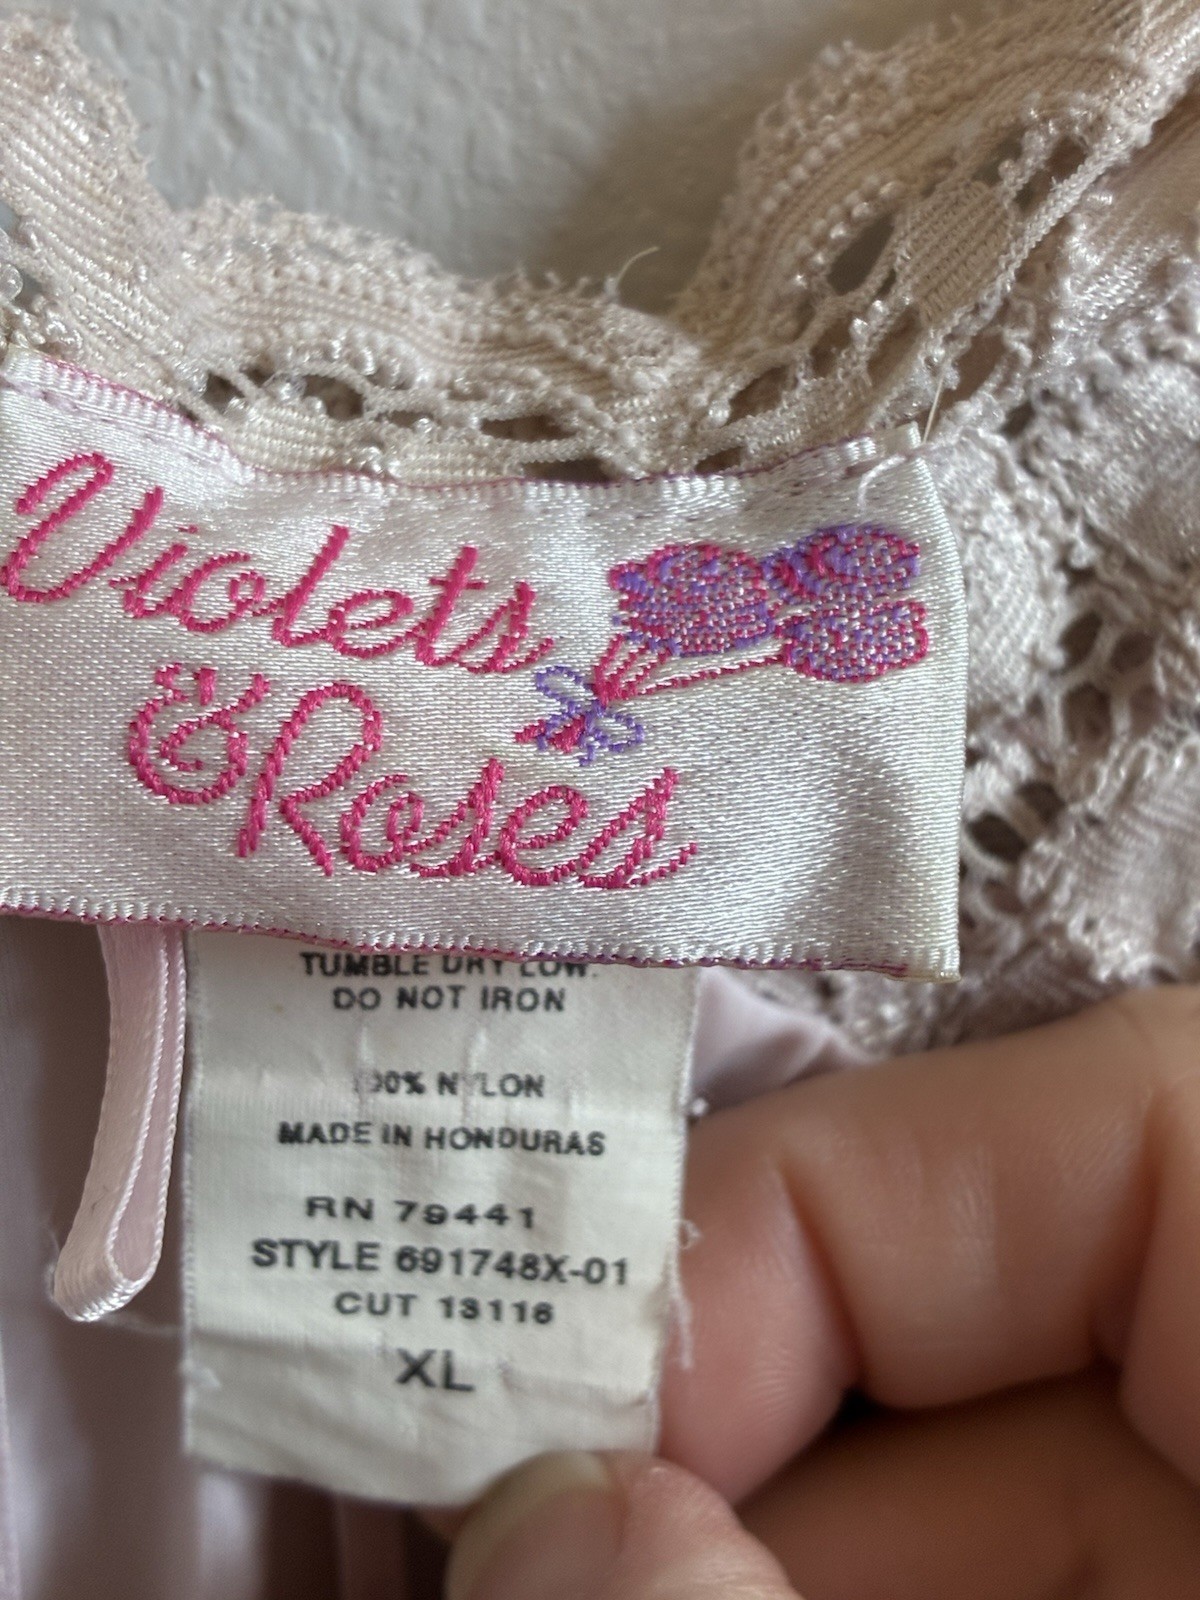 Violets
& Roses
TUMBLE DRY LOW.
DO NOT IRON
100% NYLON
MADE IN HONDURAS
RN 79441
STYLE 691748X-01
CUT 13116
XL